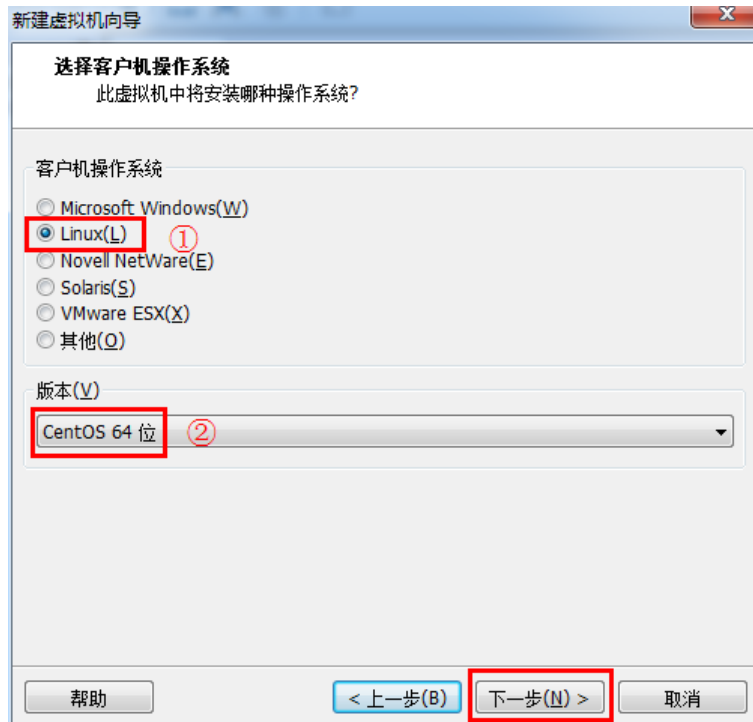 新建虚拟机向导
选择客户机操作系统
此虚拟机中将安装哪种操作系统?
客户机操作系统
Microsoft Windows(W)
Linux(L) ①
Novell NetWare(E)
Solaris(S)
VMware ESX(X)
其他(O)
版本(V)
CentOS 64 位 ②
帮助 < 上一步(B) 下一步(N) > 取消